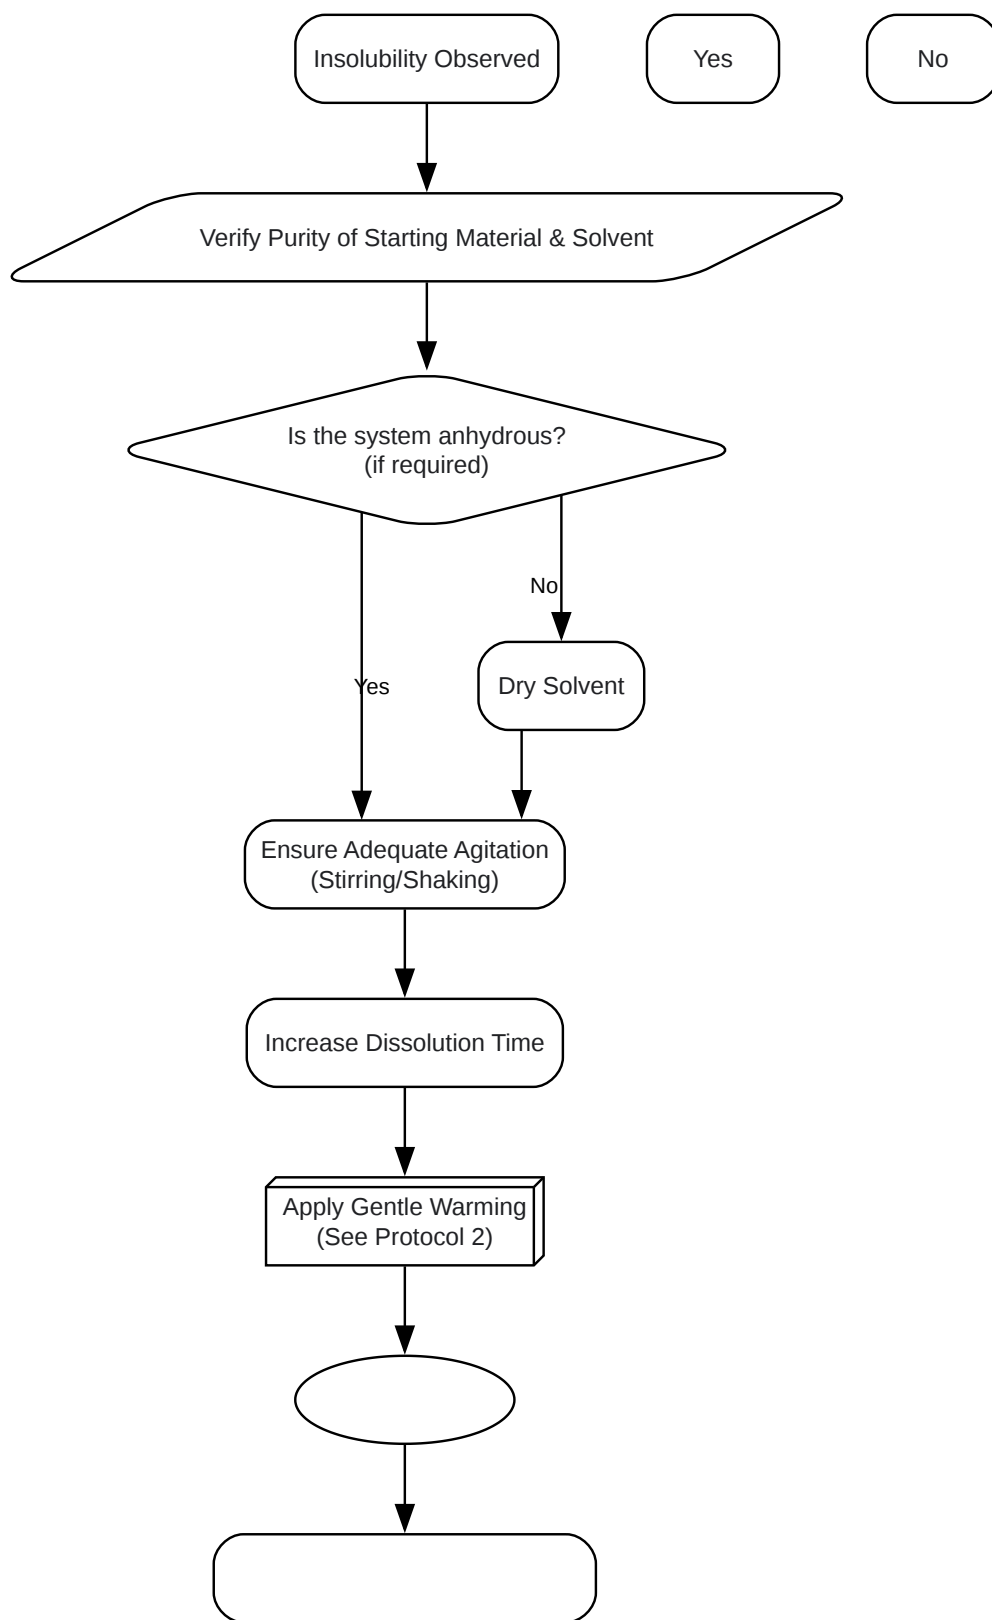 Insolubility Observed
Yes
No
Verify Purity of Starting Material & Solvent
Is the system anhydrous?
(if required)
No
Yes
Dry Solvent
Ensure Adequate Agitation
(Stirring/Shaking)
Increase Dissolution Time
Apply Gentle Warming
(See Protocol 2)